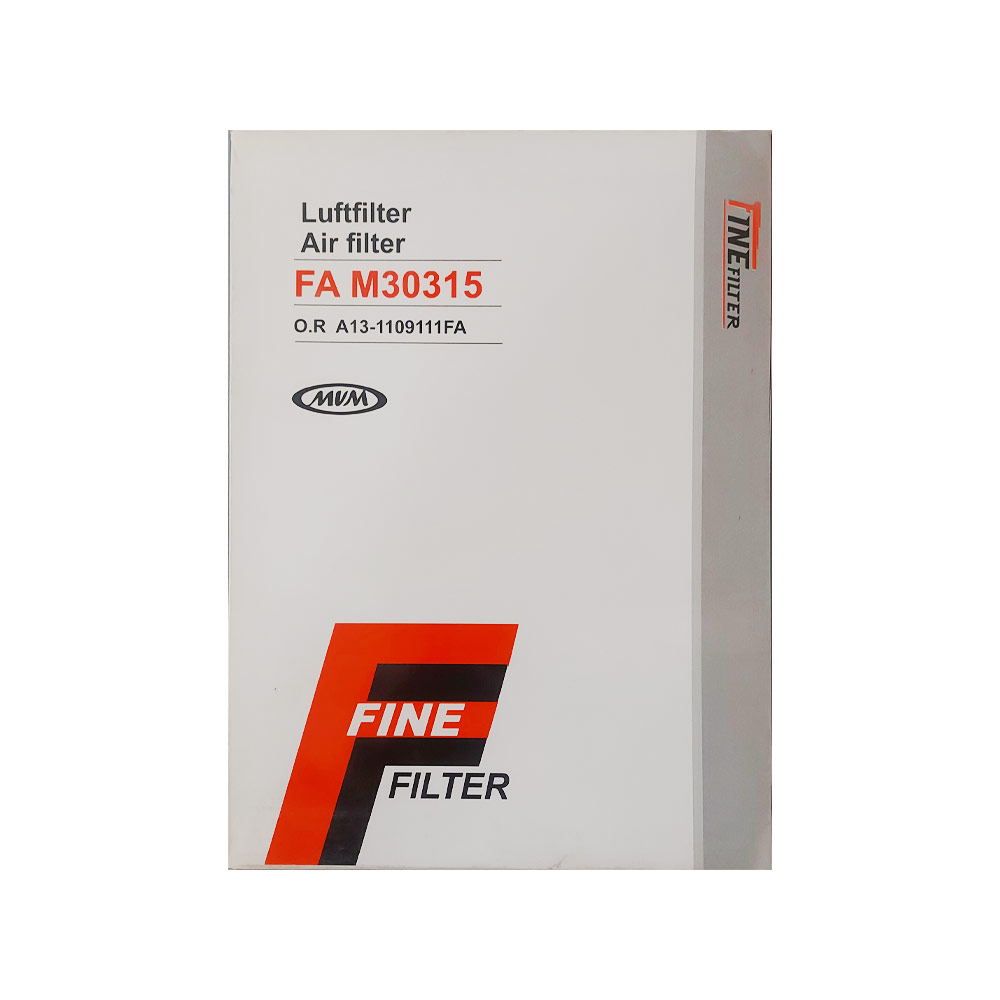 Luftfilter
Air filter
FA M30315
O.R A13-1109111FA
MVM
FINE
FILTER
FINE
FILTER